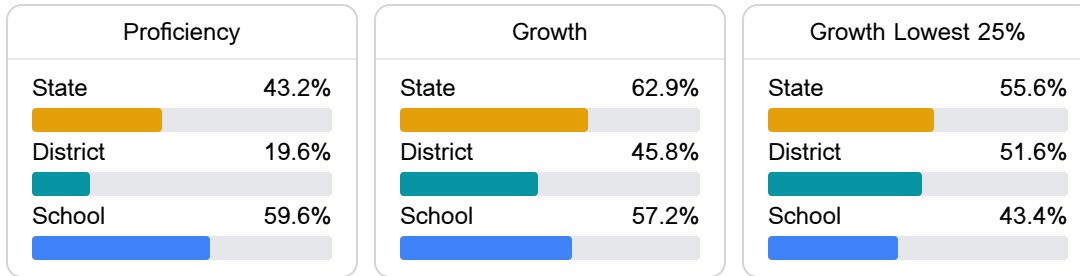 Proficiency
State 43.2%
District 19.6%
School 59.6%
Growth
State 62.9%
District 45.8%
School 57.2%
Growth Lowest 25%
State 55.6%
District 51.6%
School 43.4%